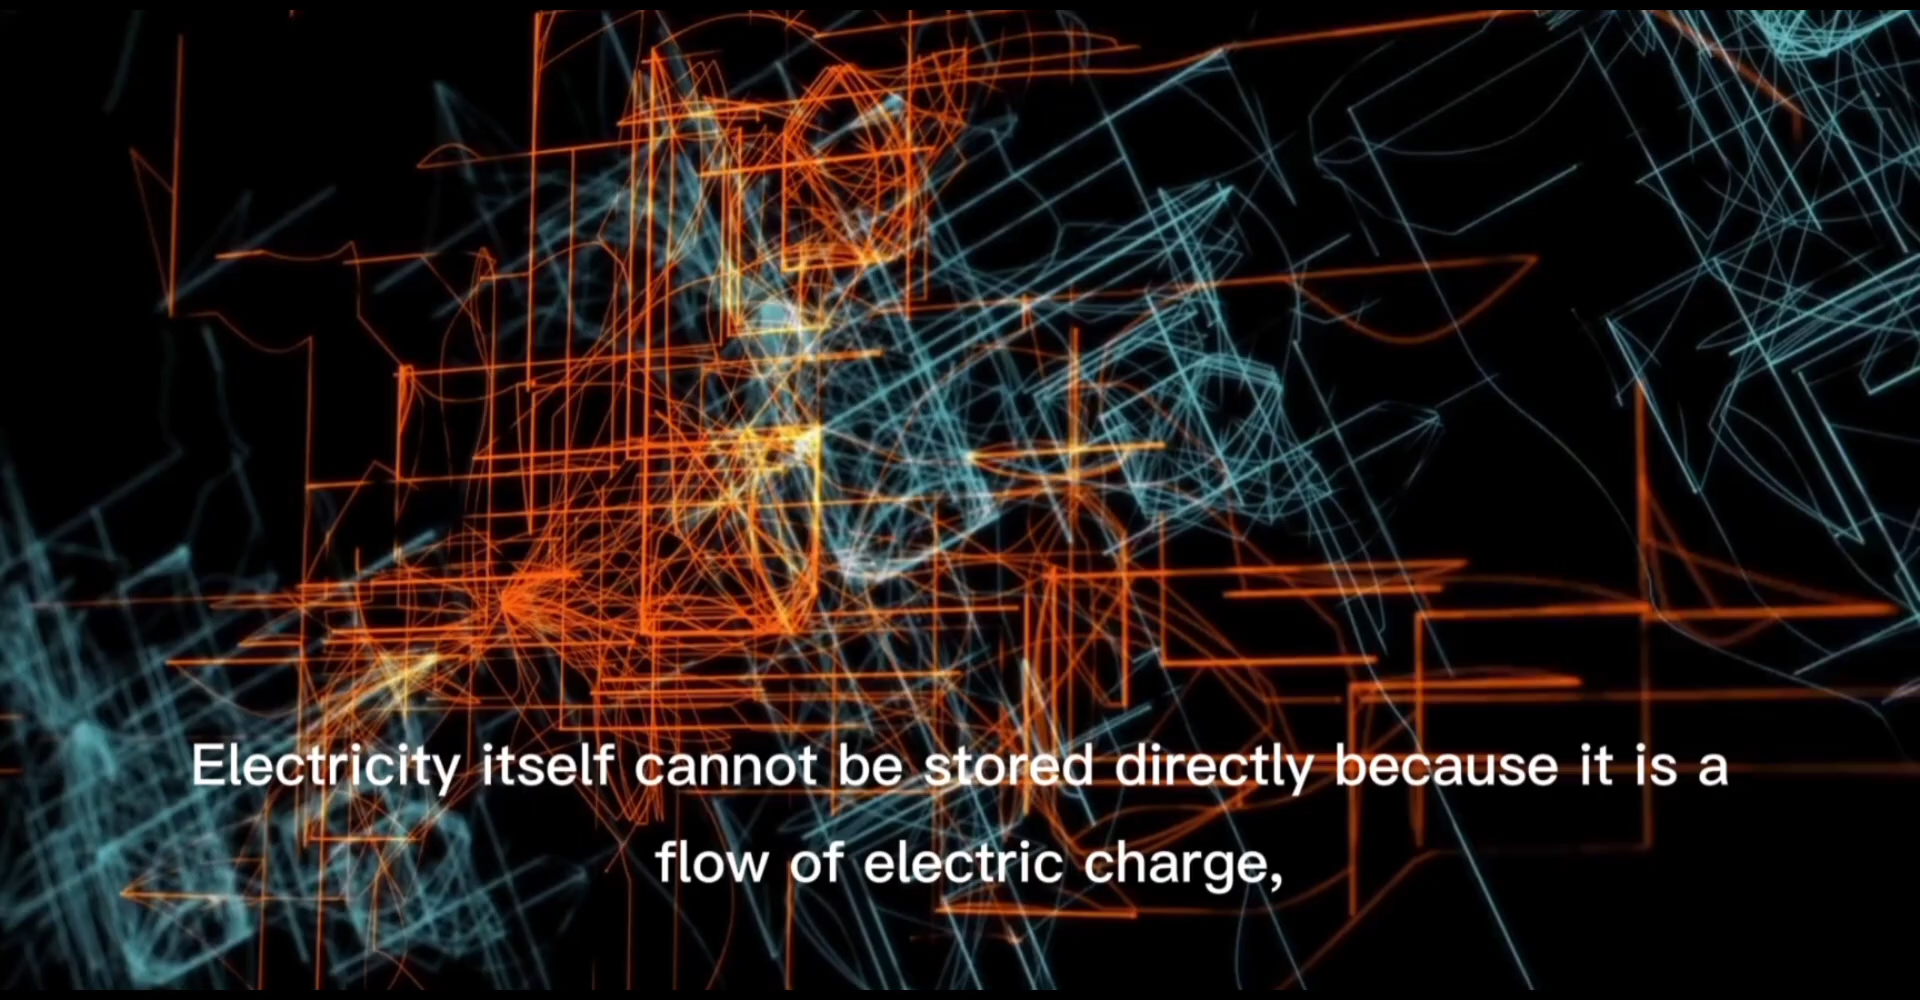 Electricity itself cannot be stored directly because it is a
flow of electric charge,